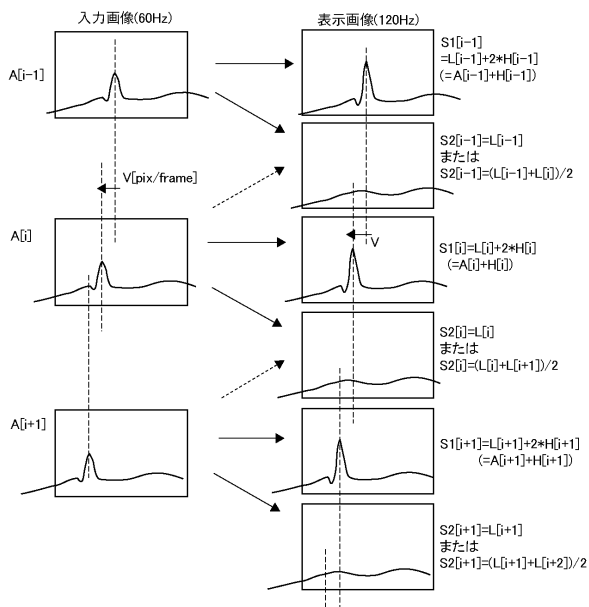 入力画像(60Hz)
表示画像(120Hz)
A[i−1]
S1[i−1]
=L[i−1]+2*H[i−1]
(=A[i−1]+H[i−1])
S2[i−1]=L[i−1]
または
S2[i−1]=(L[i−1]+L[i])/2
V[pix/frame]
A[i]
V
S1[i]=L[i]+2*H[i]
(=A[i]+H[i])
S2[i]=L[i]
または
S2[i]=(L[i]+L[i+1])/2
A[i+1]
S1[i+1]=L[i+1]+2*H[i+1]
(=A[i+1]+H[i+1])
S2[i+1]=L[i+1]
または
S2[i+1]=(L[i+1]+L[i+2])/2